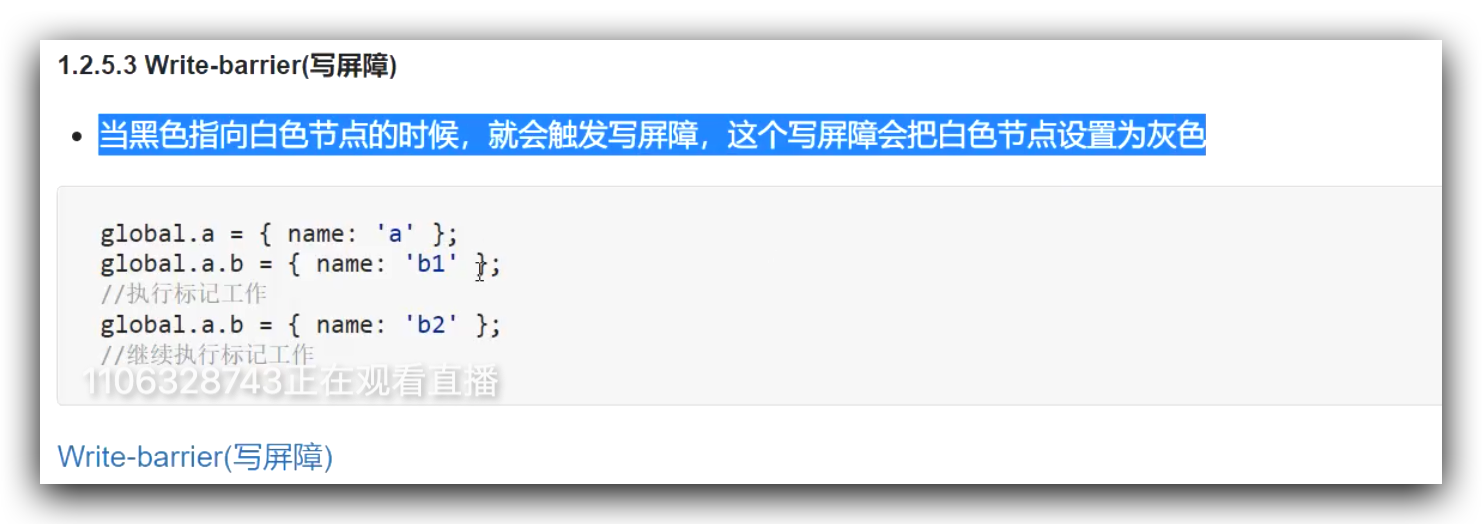 1.2.5.3 Write-barrier(写屏障)
当黑色指向白色节点的时候，就会触发写屏障，这个写屏障会把白色节点设置为灰色
global.a = { name: 'a' };
global.a.b = { name: 'b1' };
//执行标记工作
global.a.b = { name: 'b2' };
//继续执行标记工作
1106328743正在观看直播
Write-barrier(写屏障)